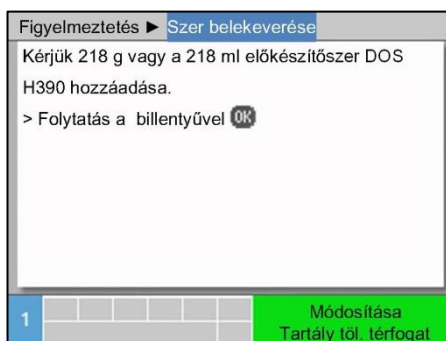 Figyelmeztetés ► Szer belekeverése
Kérjük 218 g vagy a 218 ml előkészítőszer DOS
H390 hozzáadása.
> Folytatás a billentyűvel OK
1
Módosítása
Tartály töl. térfogat